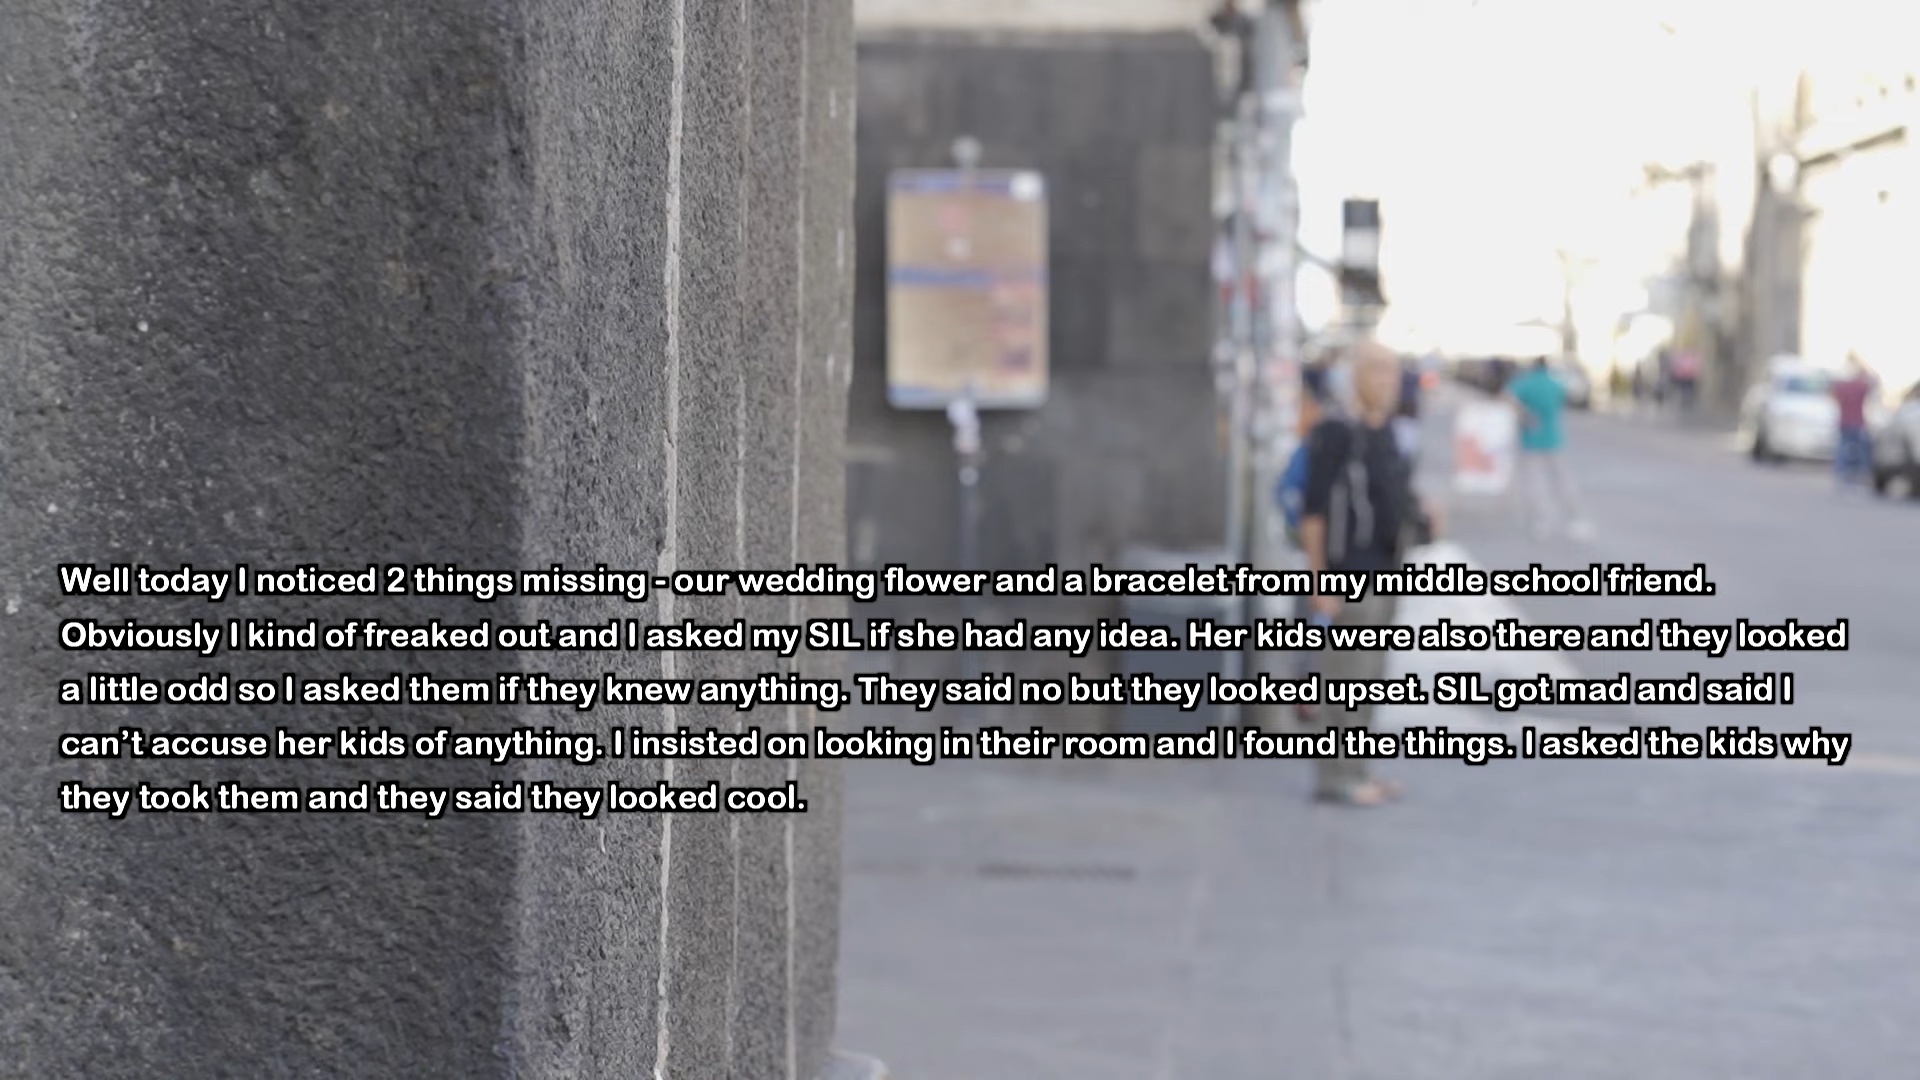 Well today I noticed 2 things missing - our wedding flower and a bracelet from my middle school friend.
Obviously I kind of freaked out and I asked my SIL if she had any idea. Her kids were also there and they looked
a little odd so I asked them if they knew anything. They said no but they looked upset. SIL got mad and said I
can’t accuse her kids of anything. I insisted on looking in their room and I found the things. I asked the kids why
they took them and they said they looked cool.